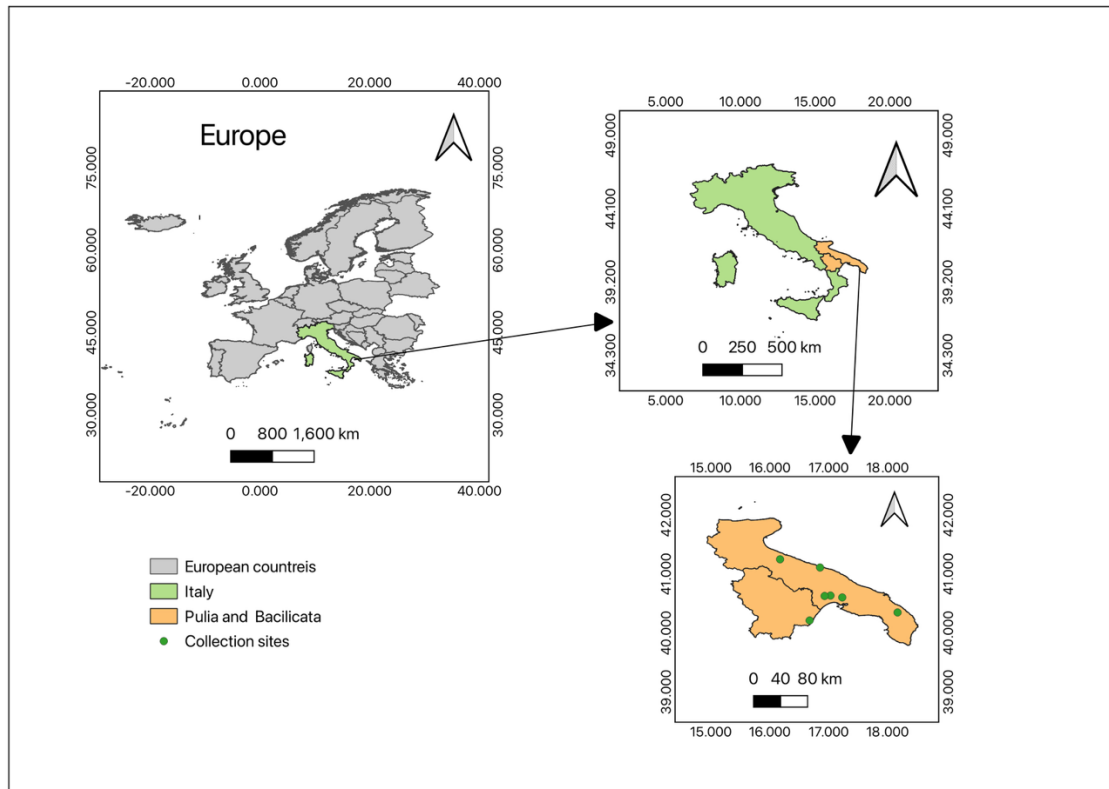 -20.000 0.000 20.000 40.000
Europe
75.000
60.000
45.000
30.000
75.000
60.000
45.000
30.000
0 800 1,600 km
-20.000 0.000 20.000 40.000
5.000 10.000 15.000 20.000
49.000
44.100
39.200
34.300
49.000
44.100
39.200
34.300
0 250 500 km
5.000 10.000 15.000 20.000
15.000 16.000 17.000 18.000
42.000
41.000
40.000
39.000
42.000
41.000
40.000
39.000
0 40 80 km
15.000 16.000 17.000 18.000
European countreis
Italy
Pulia and Bacilicata
Collection sites